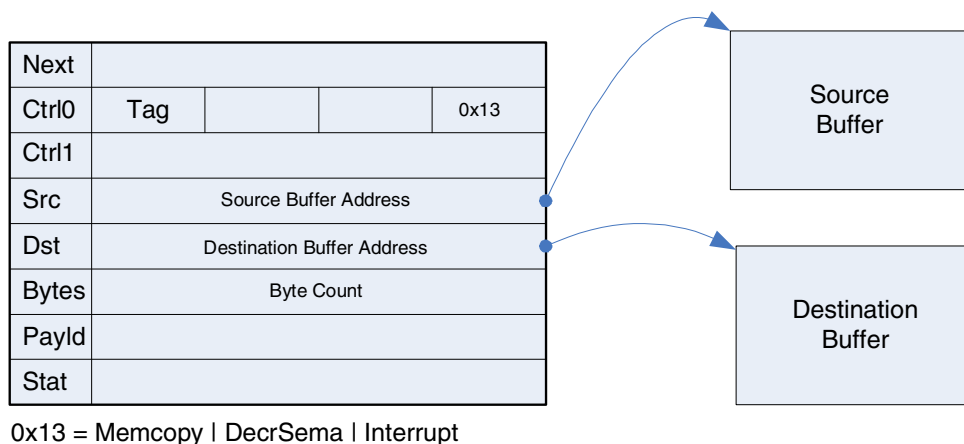 Next
Ctrl0 Tag 0x13
Ctrl1
Src Source Buffer Address
Dst Destination Buffer Address
Bytes Byte Count
Payld
Stat
Source
Buffer
Destination
Buffer
0x13 = Memcopy | DecrSema | Interrupt